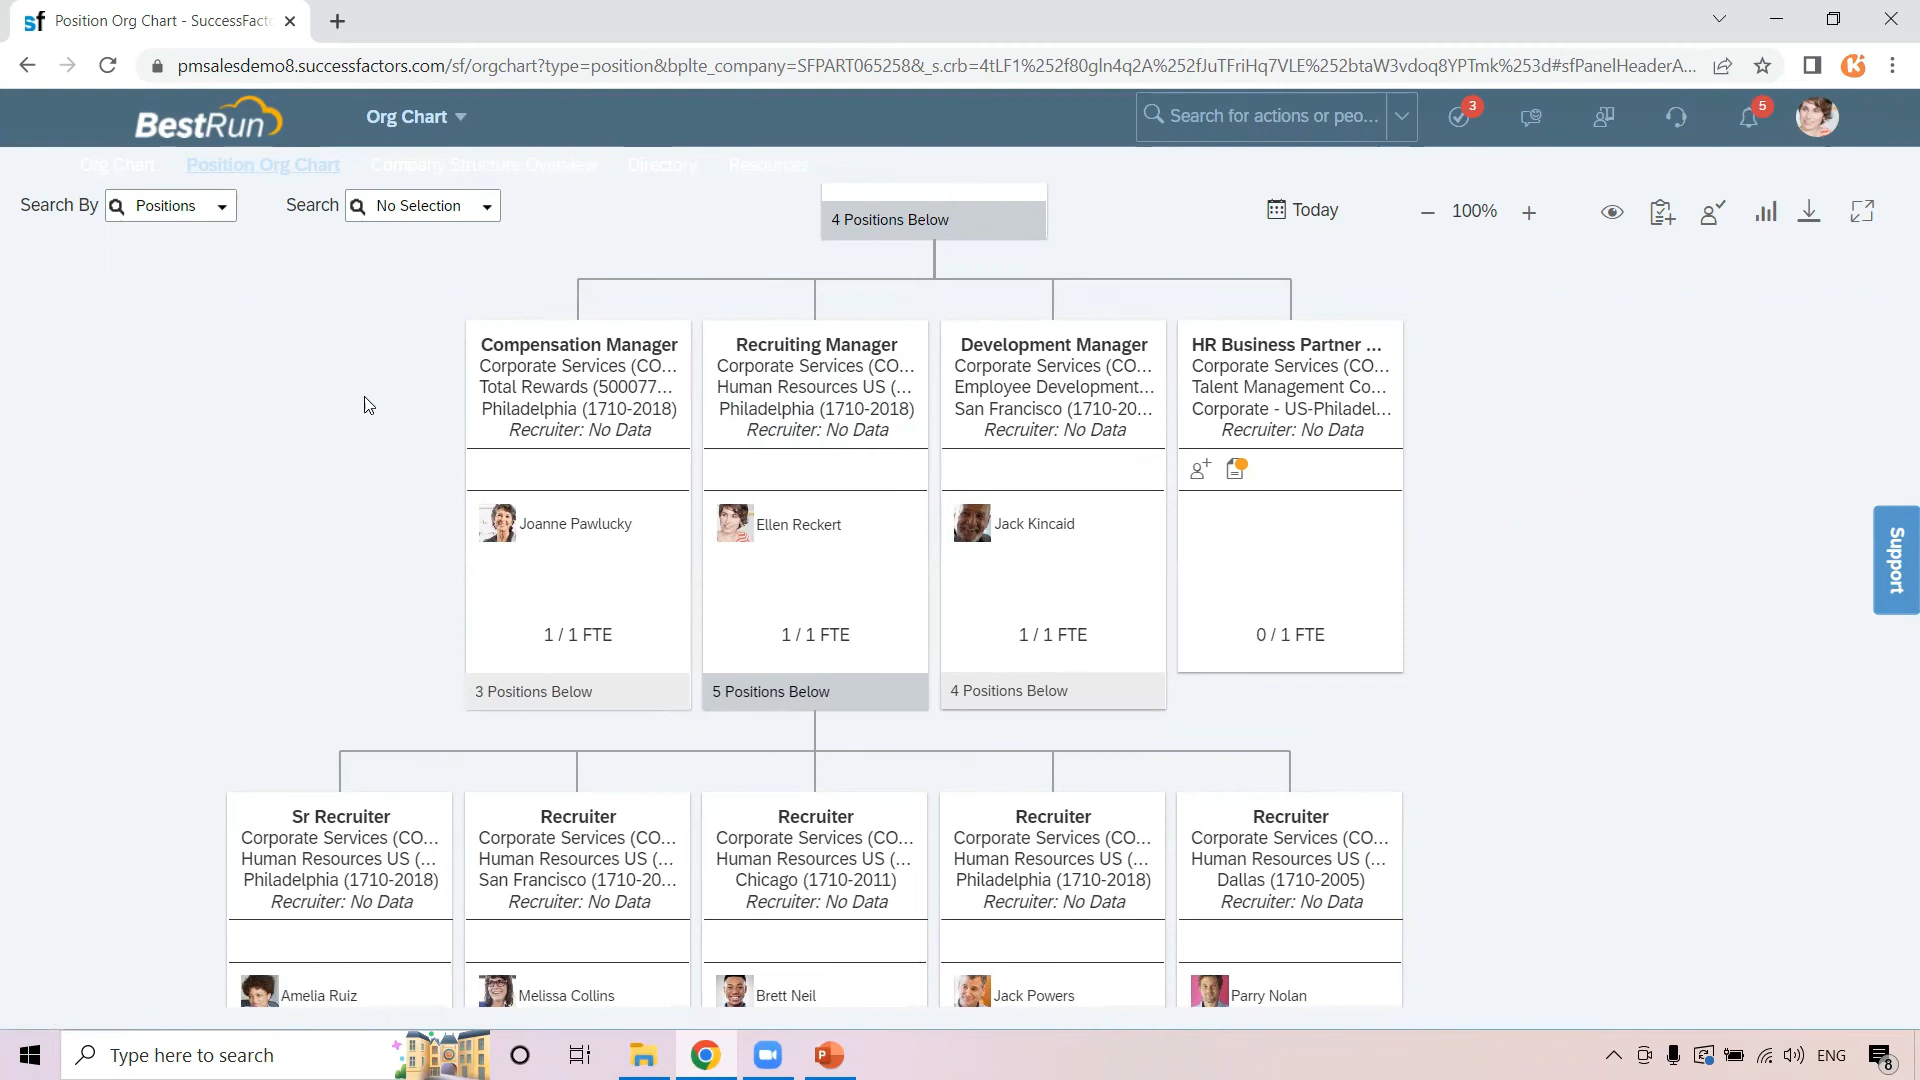 sf Position Org Chart - SuccessFacto
pmsalesdemo8.successfactors.com/sf/orgchart?type=position&bplte_company=SFPART065258&_s.crb=4tLF1%252f80gln4q2A%252fJuTFriHq7VLE%252btaW3vdoq8YPTmk%253d#sfPanelHeaderA...
BestRun
Org Chart
Search for actions or peo...
3
5
Org Chart
Position Org Chart
Company Structure Overview
Directory
Resources
Search By Positions
Search No Selection
4 Positions Below
Today
100%
Compensation Manager
Corporate Services (CO...
Total Rewards (500077...
Philadelphia (1710-2018)
Recruiter: No Data
Joanne Pawlucky
1 / 1 FTE
3 Positions Below
Recruiting Manager
Corporate Services (CO...
Human Resources US (...
Philadelphia (1710-2018)
Recruiter: No Data
Ellen Reckert
1 / 1 FTE
5 Positions Below
Development Manager
Corporate Services (CO...
Employee Development...
San Francisco (1710-20...
Recruiter: No Data
Jack Kincaid
1 / 1 FTE
4 Positions Below
HR Business Partner ...
Corporate Services (CO...
Talent Management Co...
Corporate - US-Philadel...
Recruiter: No Data
0 / 1 FTE
Support
Sr Recruiter
Corporate Services (CO...
Human Resources US (...
Philadelphia (1710-2018)
Recruiter: No Data
Amelia Ruiz
Recruiter
Corporate Services (CO...
Human Resources US (...
San Francisco (1710-20...
Recruiter: No Data
Melissa Collins
Recruiter
Corporate Services (CO...
Human Resources US (...
Chicago (1710-2011)
Recruiter: No Data
Brett Neil
Recruiter
Corporate Services (CO...
Human Resources US (...
Philadelphia (1710-2018)
Recruiter: No Data
Jack Powers
Recruiter
Corporate Services (CO...
Human Resources US (...
Dallas (1710-2005)
Recruiter: No Data
Parry Nolan
Type here to search
ENG
8